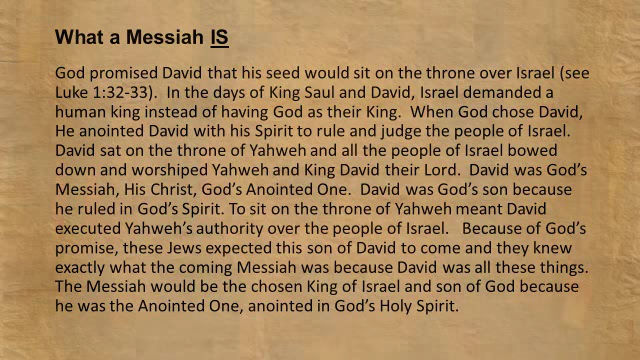 What a Messiah IS
God promised David that his seed would sit on the throne over Israel (see
Luke 1:32-33).  In the days of King Saul and David, Israel demanded a
human king instead of having God as their King.  When God chose David,
He anointed David with his Spirit to rule and judge the people of Israel.
David sat on the throne of Yahweh and all the people of Israel bowed
down and worshiped Yahweh and King David their Lord.  David was God's
Messiah, His Christ, God's Anointed One.  David was God's son because
he ruled in God's Spirit. To sit on the throne of Yahweh meant David
executed Yahweh's authority over the people of Israel.   Because of God's
promise, these Jews expected this son of David to come and they knew
exactly what the coming Messiah was because David was all these things.
The Messiah would be the chosen King of Israel and son of God because
he was the Anointed One, anointed in God's Holy Spirit.